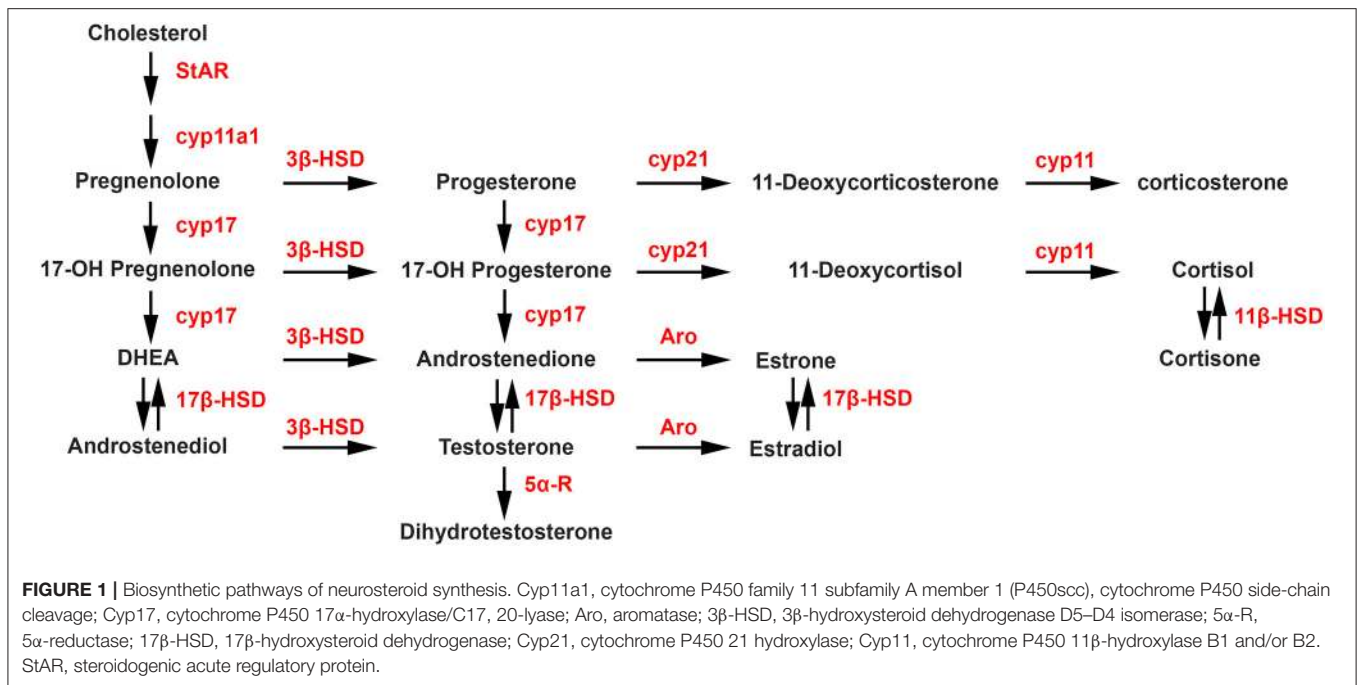 Cholesterol
StAR
cyp11a1
3β-HSD cyp21 cyp11
Pregnenolone Progesterone 11-Deoxycorticosterone corticosterone
cyp17 cyp17
3β-HSD cyp21 cyp11
17-OH Pregnenolone 17-OH Progesterone 11-Deoxycortisol Cortisol
cyp17 cyp17 11β-HSD
3β-HSD Aro
DHEA Androstenedione Estrone Cortisone
17β-HSD 17β-HSD 17β-HSD
3β-HSD Aro
Androstenediol Testosterone Estradiol
5α-R
Dihydrotestosterone
FIGURE 1 | Biosynthetic pathways of neurosteroid synthesis. Cyp11a1, cytochrome P450 family 11 subfamily A member 1 (P450scc), cytochrome P450 side-chain
cleavage; Cyp17, cytochrome P450 17α-hydroxylase/C17, 20-lyase; Aro, aromatase; 3β-HSD, 3β-hydroxysteroid dehydrogenase D5–D4 isomerase; 5α-R,
5α-reductase; 17β-HSD, 17β-hydroxysteroid dehydrogenase; Cyp21, cytochrome P450 21 hydroxylase; Cyp11, cytochrome P450 11β-hydroxylase B1 and/or B2.
StAR, steroidogenic acute regulatory protein.